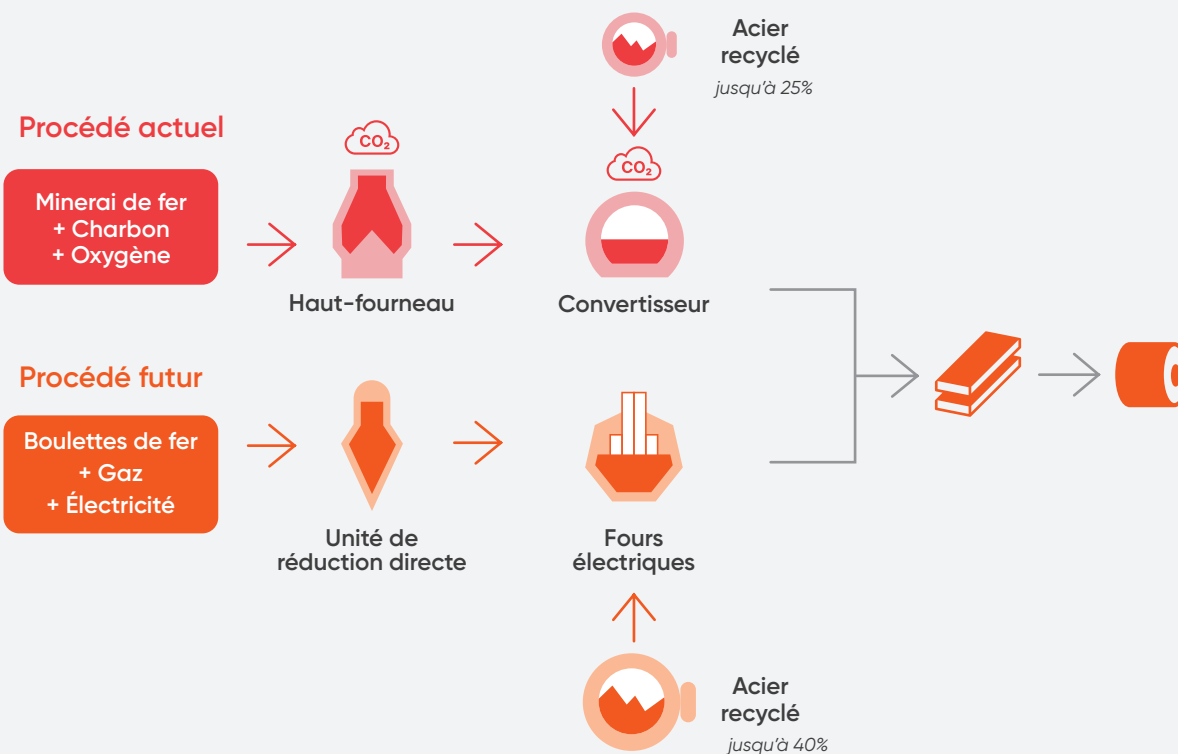 Acier
recyclé
jusqu'à 25%
Procédé actuel
CO₂
CO₂
Minerai de fer
+ Charbon
+ Oxygène
Haut-fourneau
Convertisseur
Procédé futur
Boulettes de fer
+ Gaz
+ Électricité
Unité de
réduction directe
Fours
électriques
Acier
recyclé
jusqu'à 40%